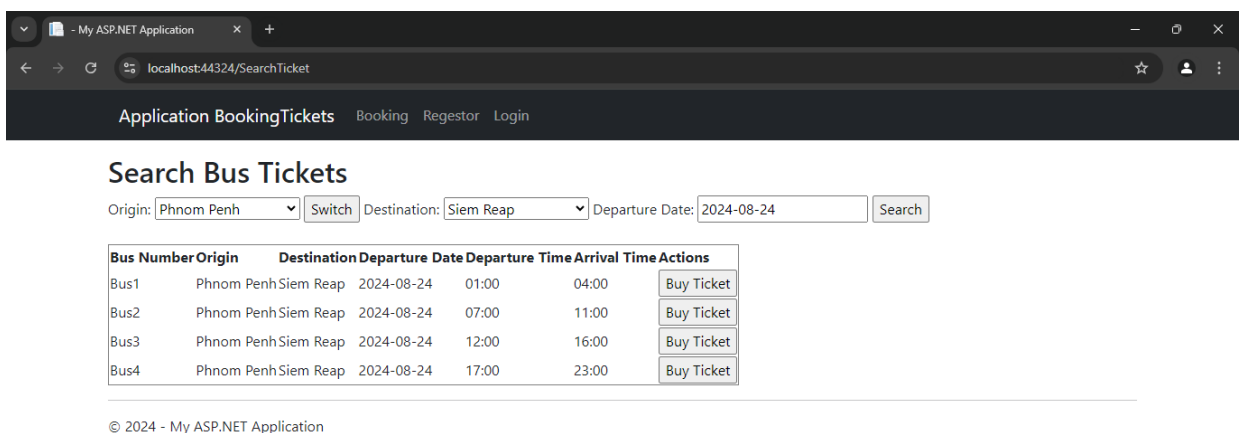 - My ASP.NET Application
localhost:44324/SearchTicket
Application BookingTickets Booking Regestor Login
Search Bus Tickets
Origin: Phnom Penh Switch Destination: Siem Reap Departure Date: 2024-08-24 Search
Bus Number Origin Destination Departure Date Departure Time Arrival Time Actions
Bus1 Phnom Penh Siem Reap 2024-08-24 01:00 04:00 Buy Ticket
Bus2 Phnom Penh Siem Reap 2024-08-24 07:00 11:00 Buy Ticket
Bus3 Phnom Penh Siem Reap 2024-08-24 12:00 16:00 Buy Ticket
Bus4 Phnom Penh Siem Reap 2024-08-24 17:00 23:00 Buy Ticket
© 2024 - My ASP.NET Application